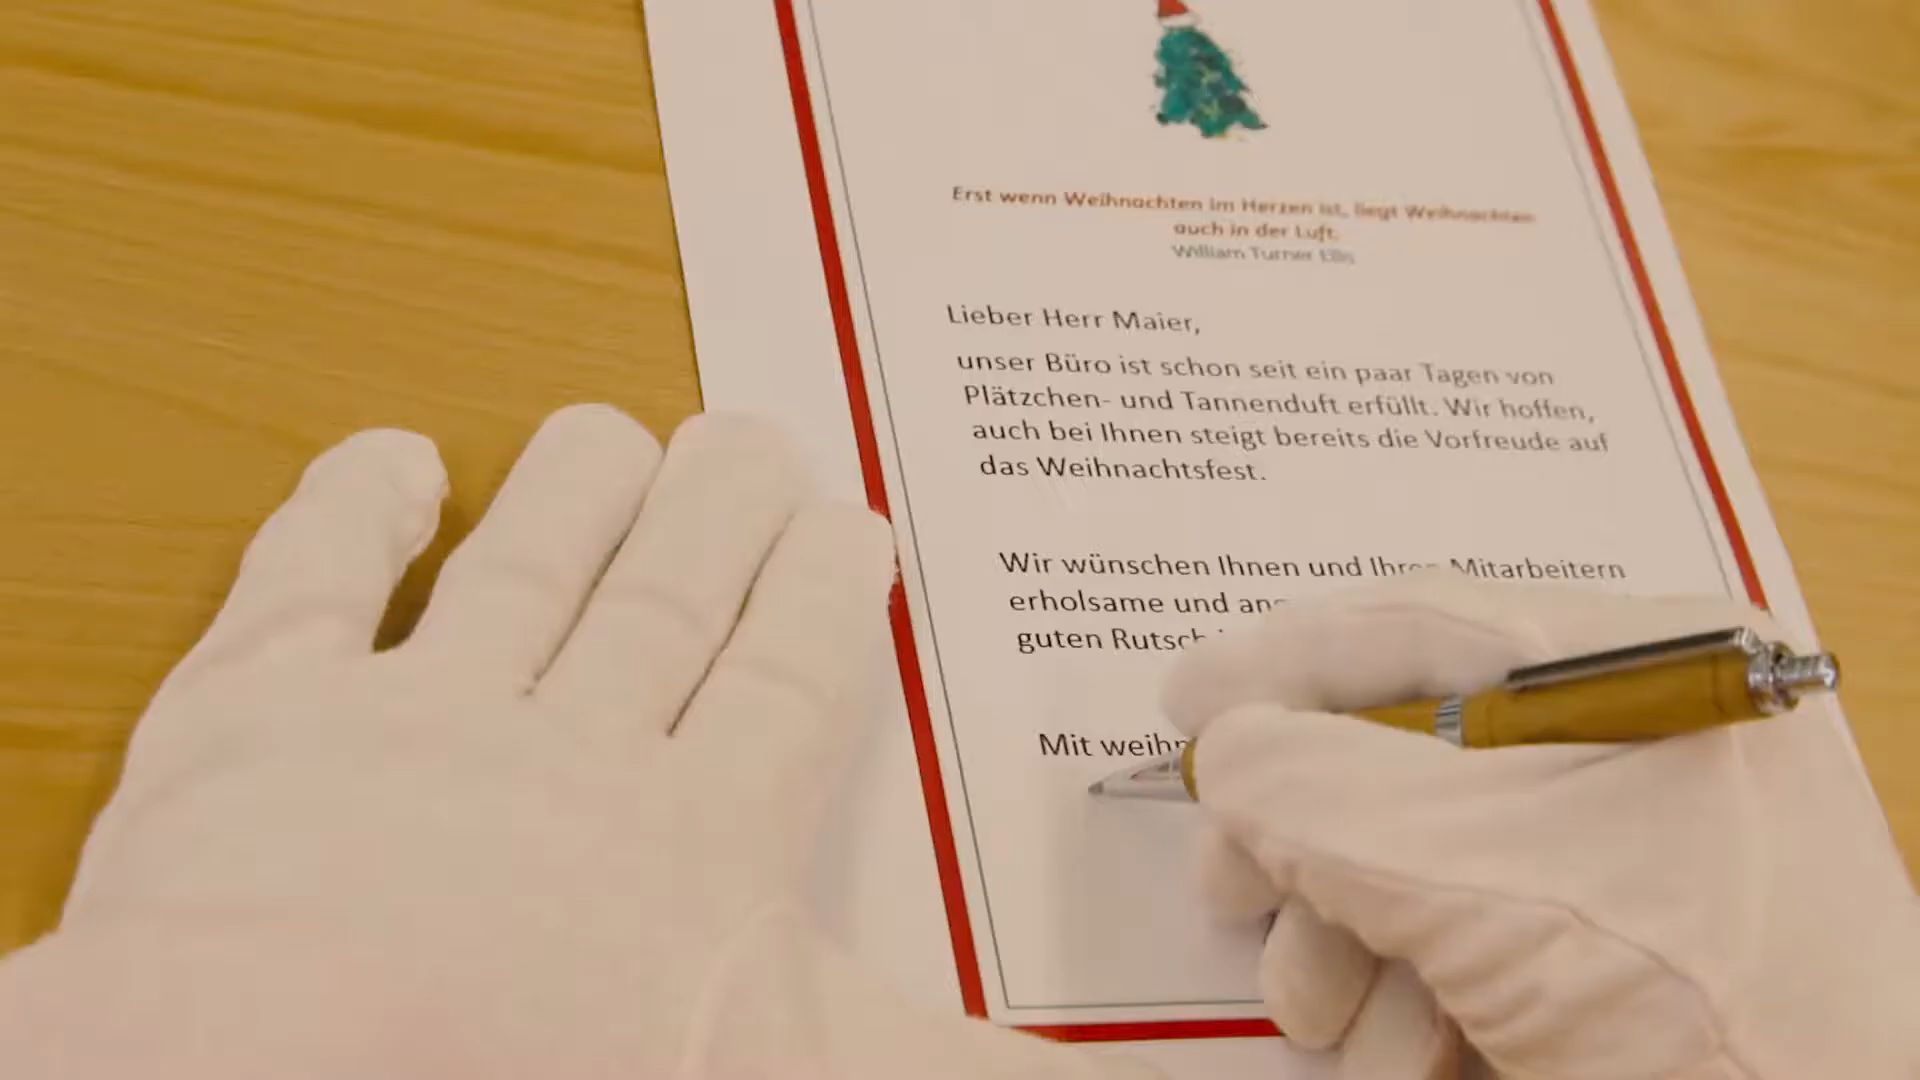 Erst wenn Weihnachten im Herzen ist, liegt Weihnachten
auch in der Luft.
William Turner Ellis
Lieber Herr Maier,
unser Büro ist schon seit ein paar Tagen von
Plätzchen- und Tannenduft erfüllt. Wir hoffen,
auch bei Ihnen steigt bereits die Vorfreude auf
das Weihnachtsfest.
Wir wünschen Ihnen und Ihren Mitarbeitern
erholsame und
guten Rutsch
Mit